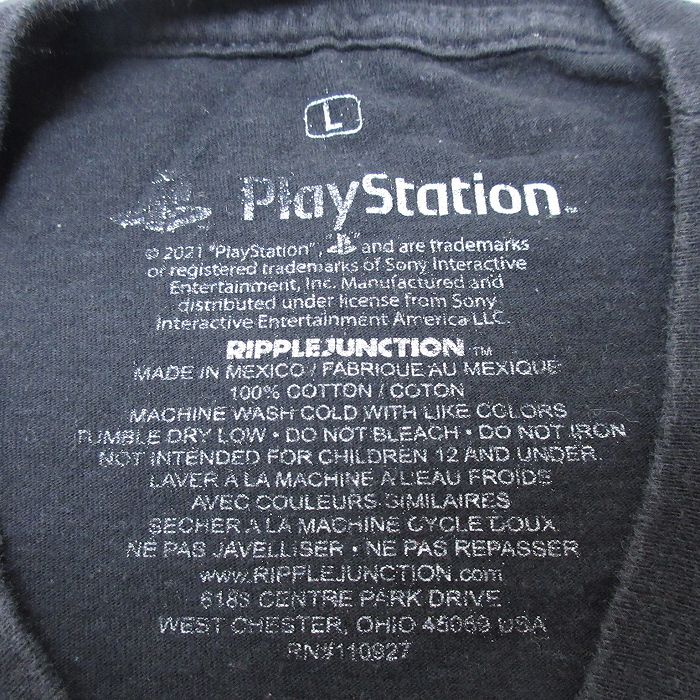 L
PlayStation™
© 2021 "PlayStation", and are trademarks
or registered trademarks of Sony Interactive
Entertainment, Inc. Manufactured and
distributed under license from Sony
Interactive Entertainment America LLC.
RIPPLEJUNCTION™
MADE IN MEXICO / FABRIQUE AU MEXIQUE
100% COTTON / COTON
MACHINE WASH COLD WITH LIKE COLORS
TUMBLE DRY LOW • DO NOT BLEACH • DO NOT IRON
NOT INTENDED FOR CHILDREN 12 AND UNDER.
LAVER A LA MACHINE A L'EAU FROIDE
AVEC COULEURS SIMILAIRES
SECHER A LA MACHINE CYCLE DOUX
NE PAS JAVELLISER • NE PAS REPASSER
www.RIPPLEJUNCTION.com
6183 CENTRE PARK DRIVE
WEST CHESTER, OHIO 45069 USA
RN#110927